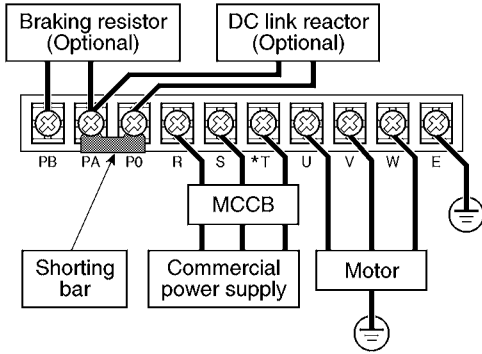 Braking resistor
(Optional)
DC link reactor
(Optional)
PB PA P0 R S *T U V W E
MCCB
Shorting
bar
Commercial
power supply
Motor